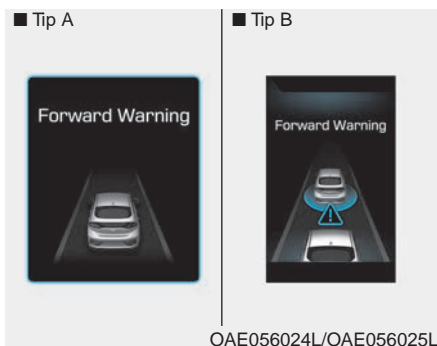 ■ Tip A
■ Tip B
Forward Warning
Forward Warning
OAE056024L/OAE056025L